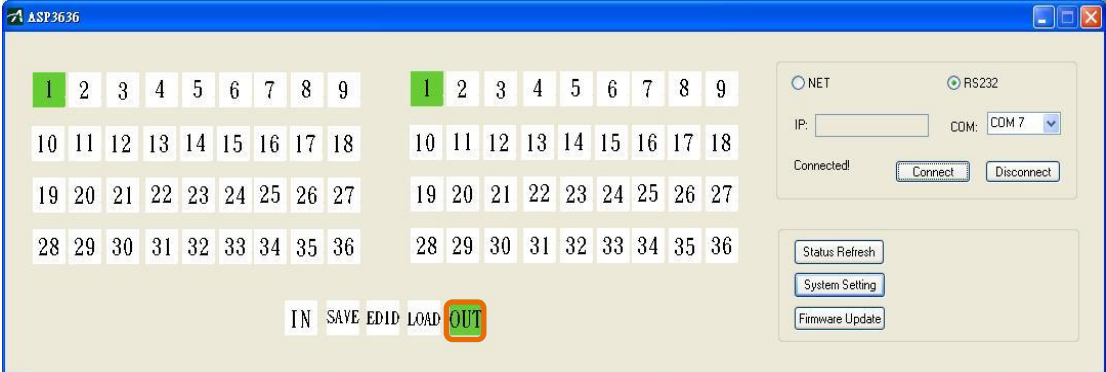 ASP3636
1 2 3 4 5 6 7 8 9
10 11 12 13 14 15 16 17 18
19 20 21 22 23 24 25 26 27
28 29 30 31 32 33 34 35 36
1 2 3 4 5 6 7 8 9
10 11 12 13 14 15 16 17 18
19 20 21 22 23 24 25 26 27
28 29 30 31 32 33 34 35 36
IN SAVE EDID LOAD OUT
NET RS232
IP: COM: COM 7
Connected! Connect Disconnect
Status Refresh
System Setting
Firmware Update